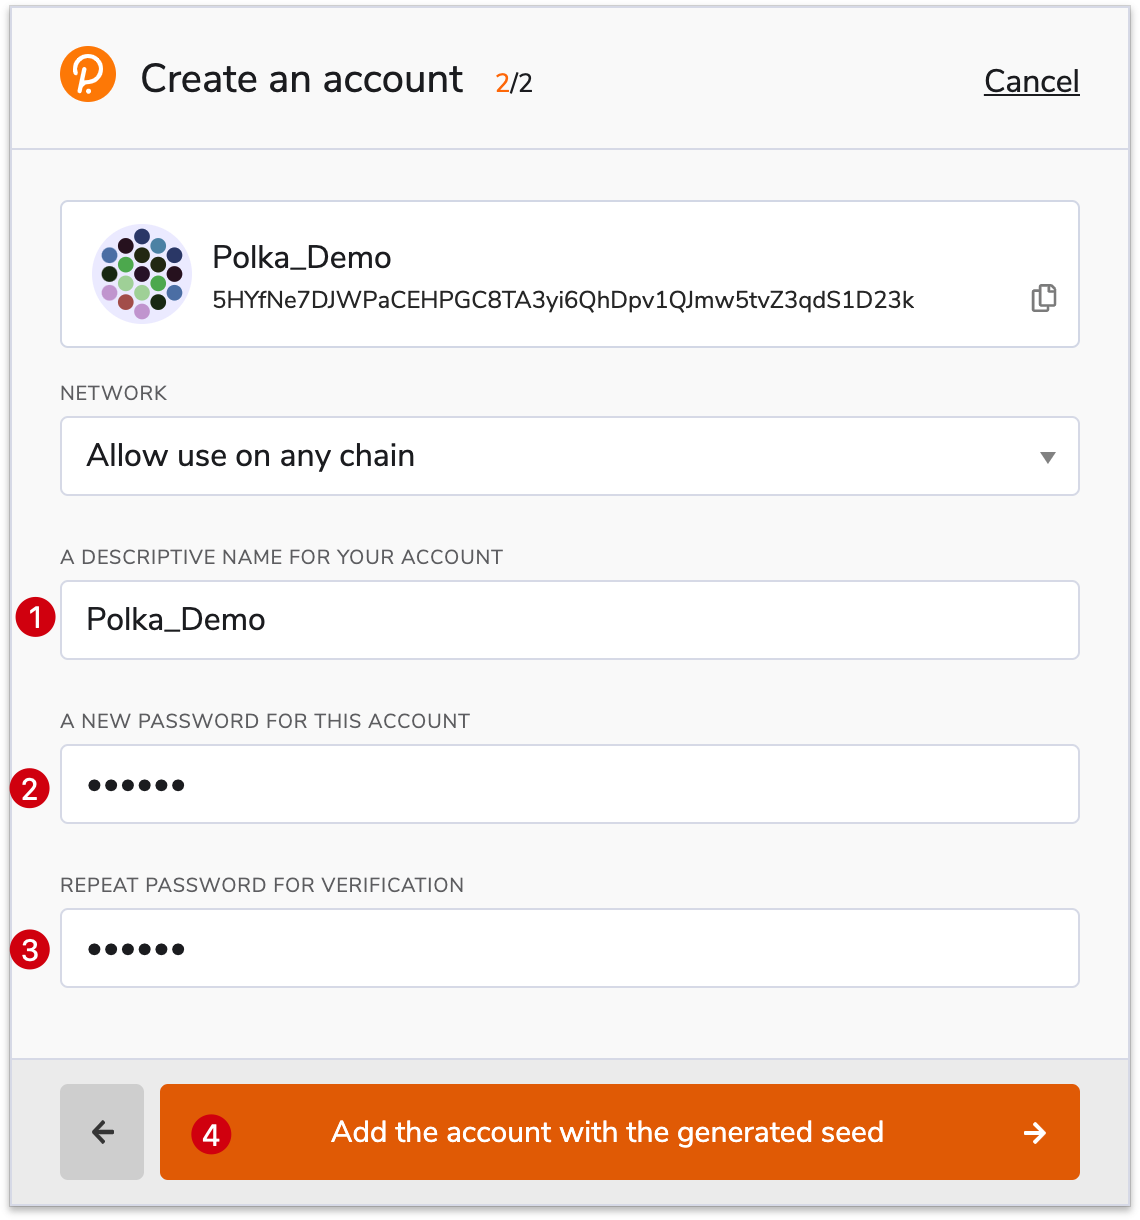 Create an account 2/2 Cancel
Polka_Demo
5HYfNe7DJWPaCEHPGC8TA3yi6QhDpv1QJmw5tvZ3qdS1D23k
NETWORK
Allow use on any chain
A DESCRIPTIVE NAME FOR YOUR ACCOUNT
1 Polka_Demo
A NEW PASSWORD FOR THIS ACCOUNT
2 ••••••
REPEAT PASSWORD FOR VERIFICATION
3 ••••••
4 Add the account with the generated seed